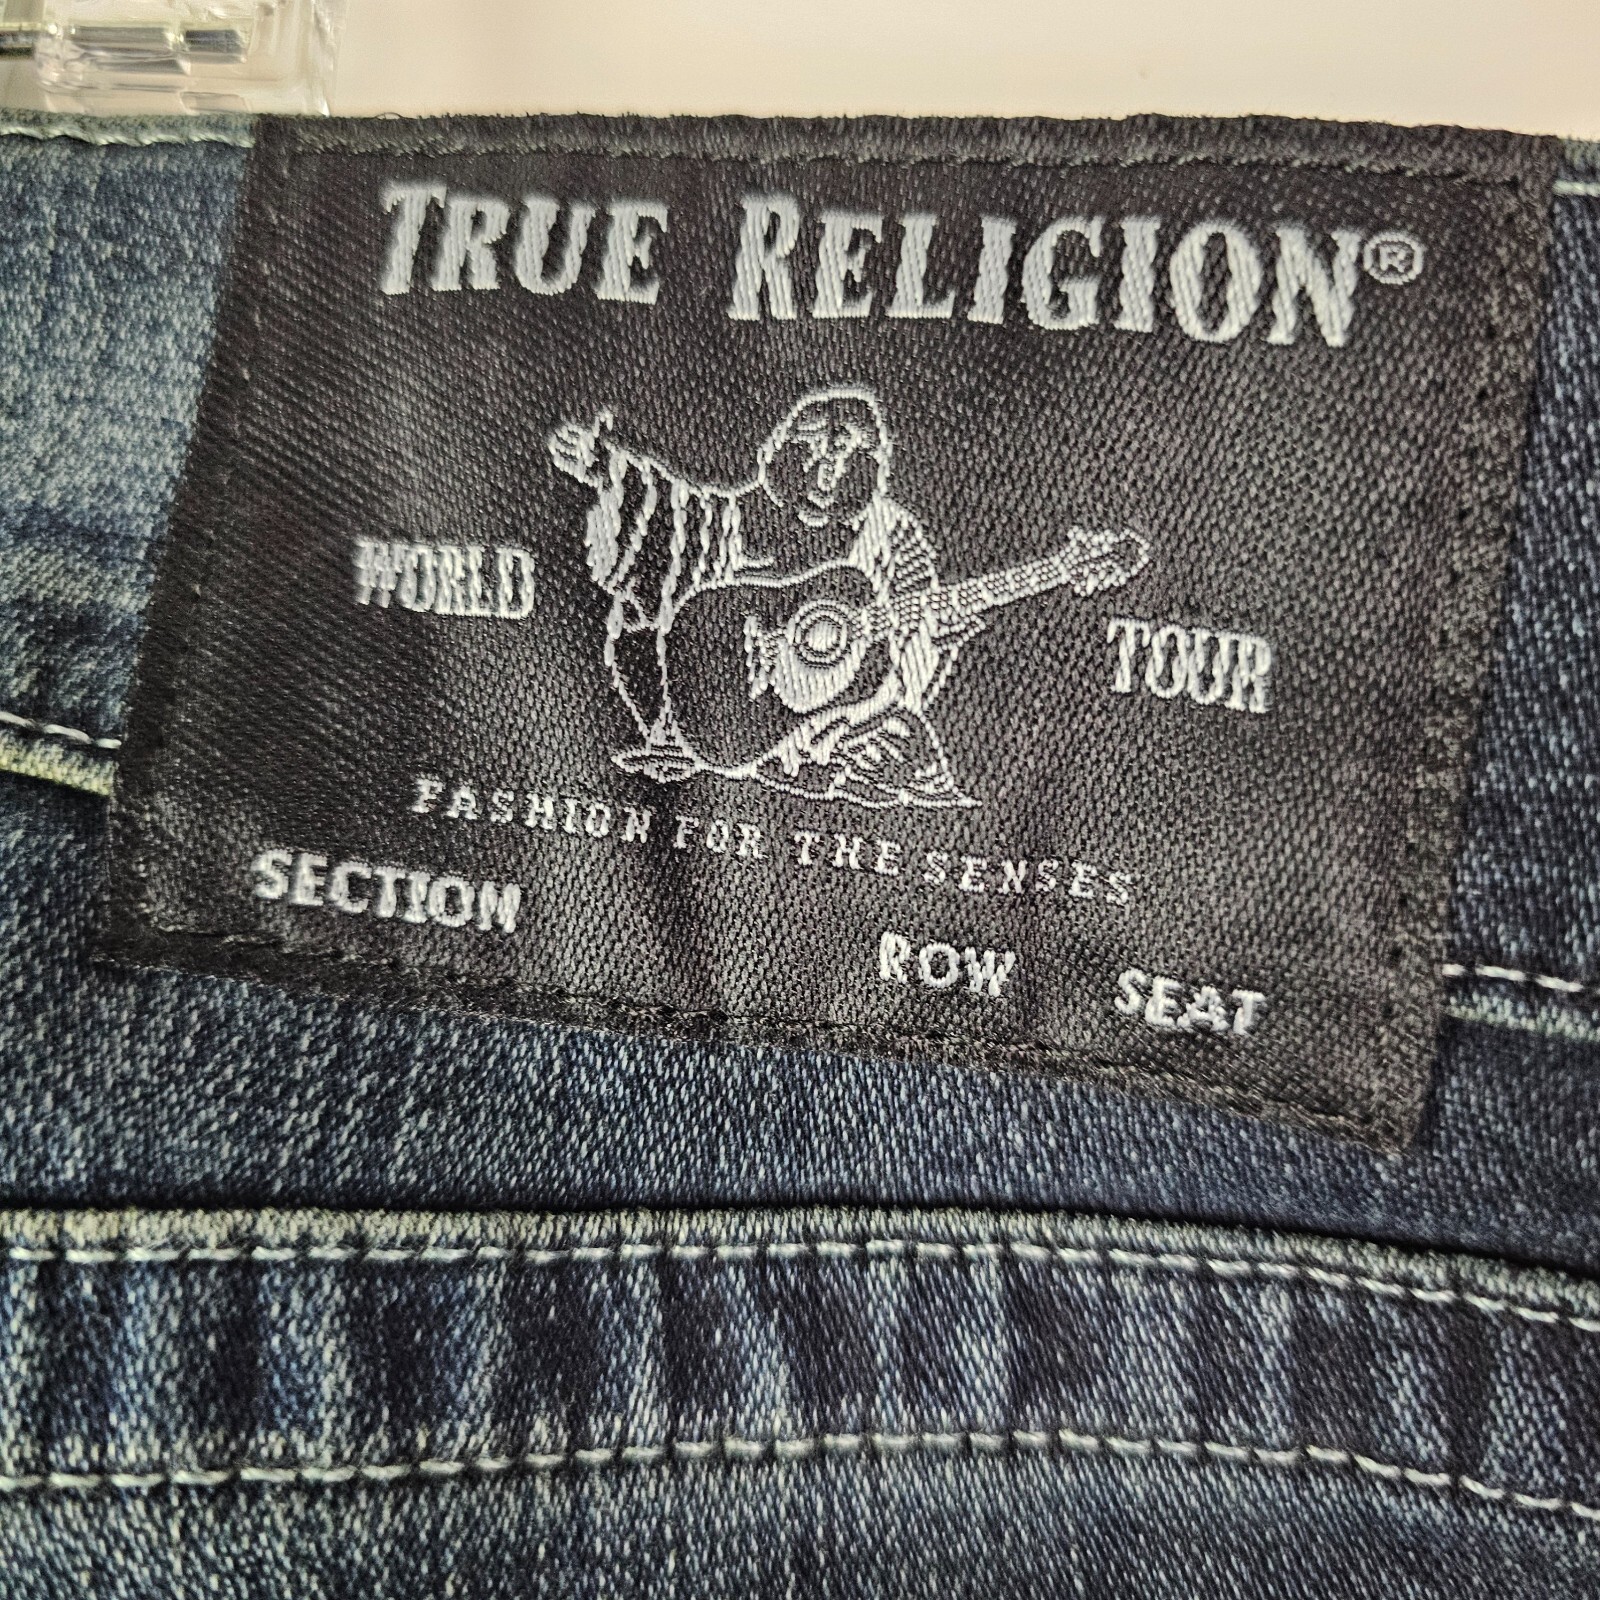 TRUE RELIGION®
WORLD TOUR
FASHION FOR THE SENSES
SECTION ROW SEAT